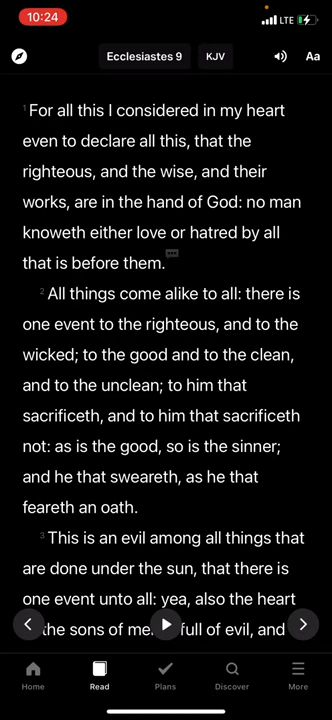 10:24
LTE
Ecclesiastes 9 KJV Aa
1 For all this I considered in my heart
even to declare all this, that the
righteous, and the wise, and their
works, are in the hand of God: no man
knoweth either love or hatred by all
that is before them.
2 All things come alike to all: there is
one event to the righteous, and to the
wicked; to the good and to the clean,
and to the unclean; to him that
sacrificeth, and to him that sacrificeth
not: as is the good, so is the sinner;
and he that sweareth, as he that
feareth an oath.
3 This is an evil among all things that
are done under the sun, that there is
one event unto all: yea, also the heart
the sons of me full of evil, and
Home Read Plans Discover More